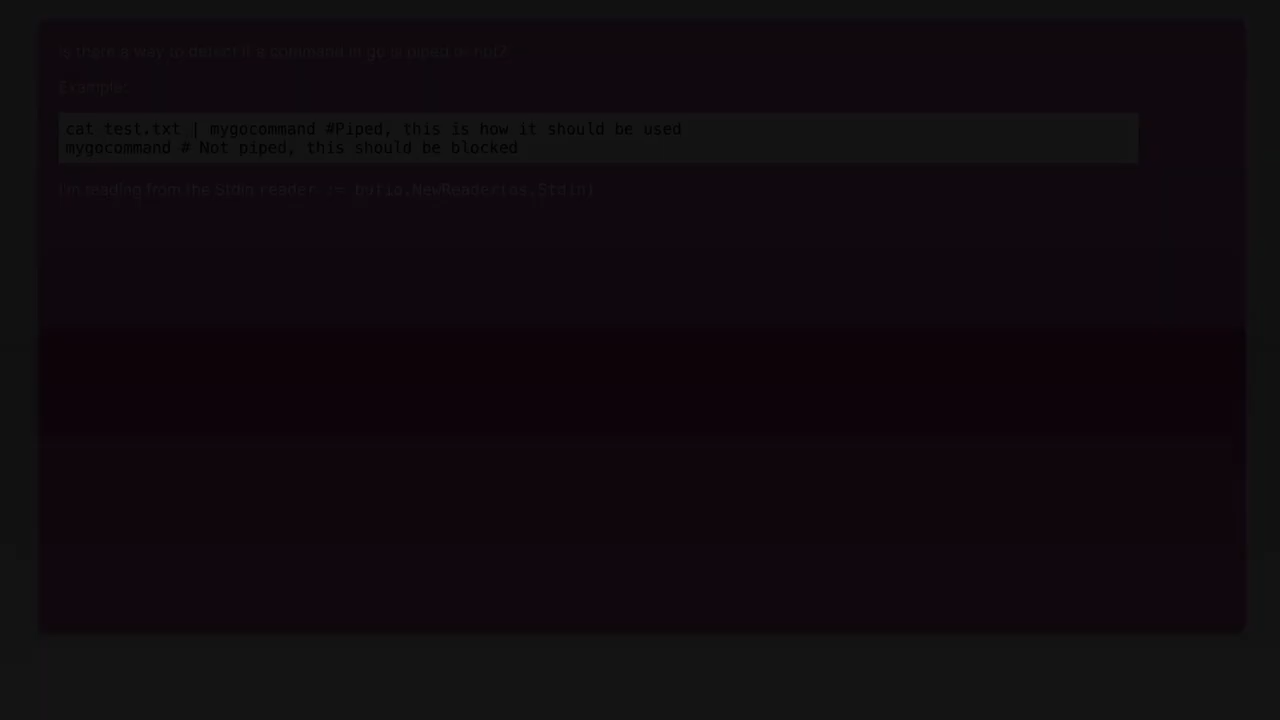 Is there a way to detect if a command in go is piped or not?
Example:
cat test.txt | mygocommand #Piped, this is how it should be used
mygocommand # Not piped, this should be blocked
I'm reading from the Stdin reader := bufio.NewReader(os.Stdin)